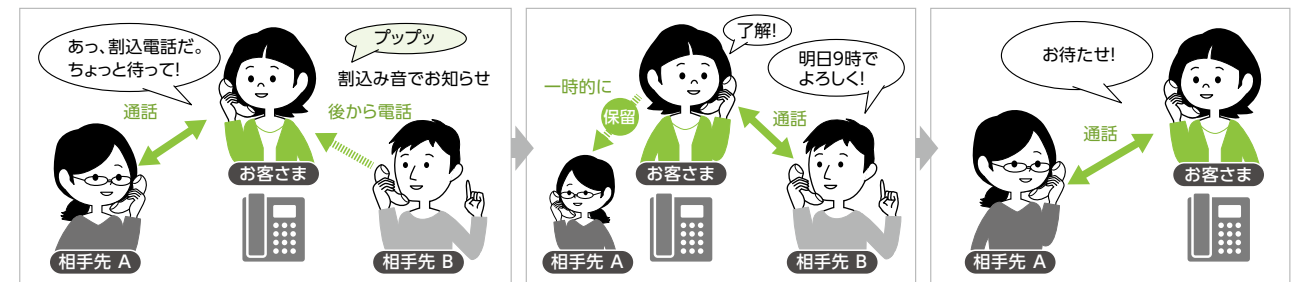 あっ、割込電話だ。
ちょっと待って!
プップッ
割込み音でお知らせ
通話
後から電話
お客さま
相手先 A
相手先 B
了解!
明日9時で
よろしく!
一時的に
保留
通話
お客さま
相手先 A
相手先 B
お待たせ!
通話
お客さま
相手先 A